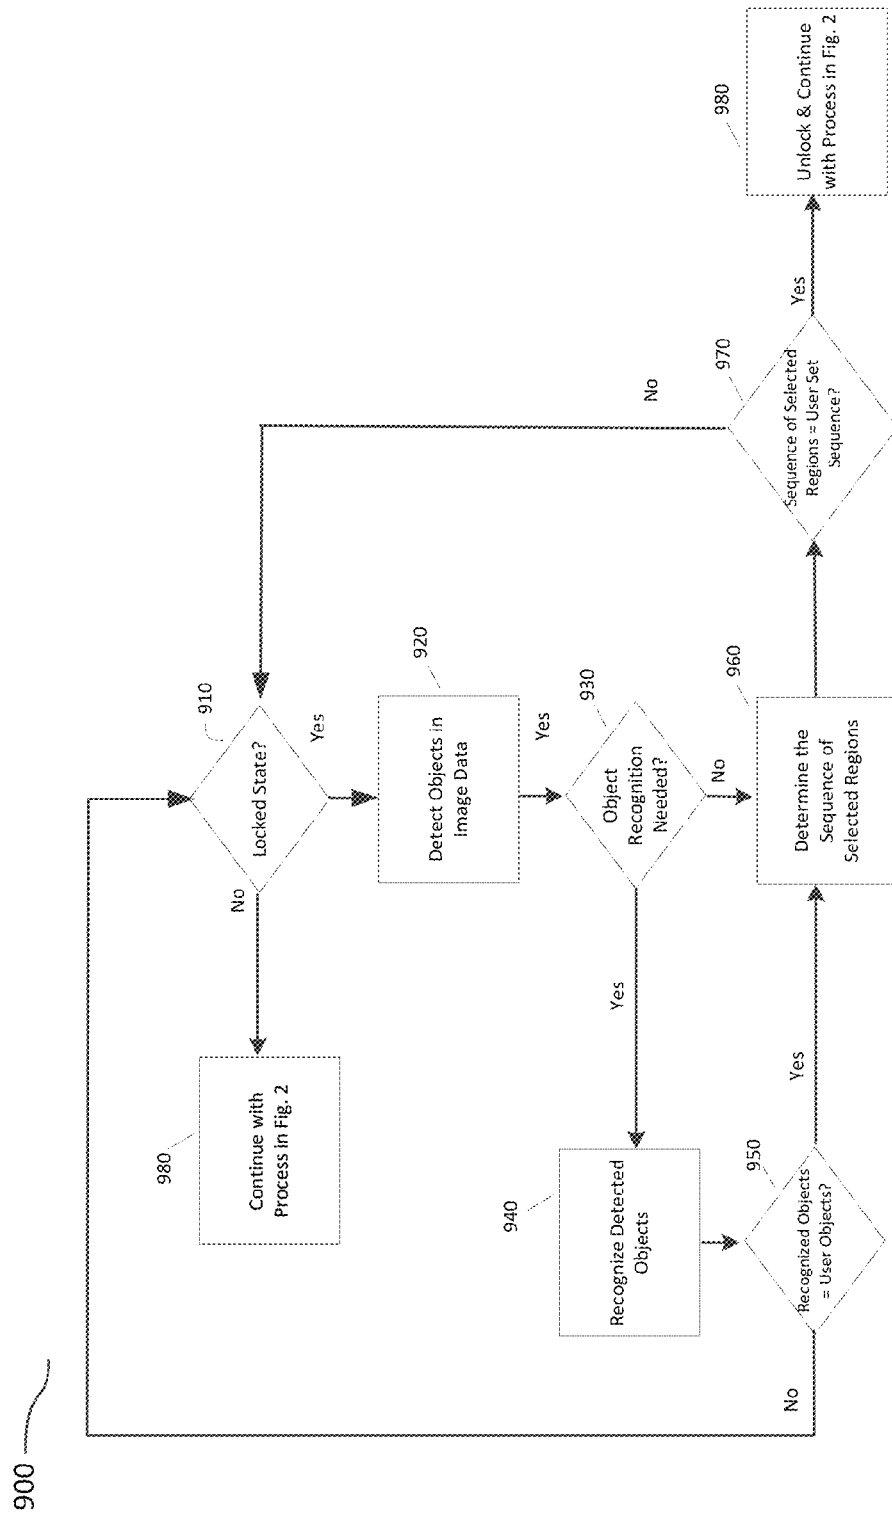 900
910
Locked State?
No
Yes
980
Continue with
Process in Fig. 2
920
Detect Objects in
Image Data
Yes
930
Object
Recognition
Needed?
Yes
No
940
Recognize Detected
Objects
950
Recognized Objects
= User Objects?
No
Yes
960
Determine the
Sequence of
Selected Regions
970
Sequence of Selected
Regions = User Set
Sequence?
No
Yes
980
Unlock & Continue
with Process in Fig. 2